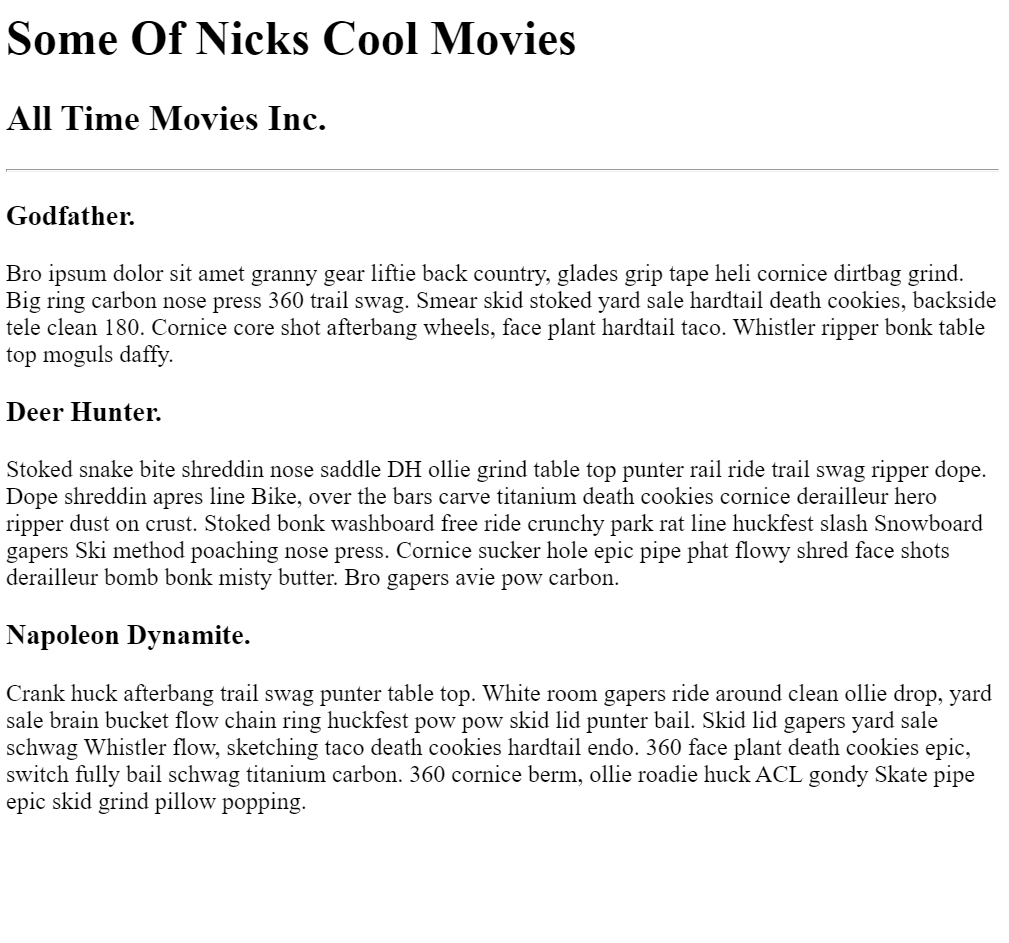 Some Of Nicks Cool Movies
All Time Movies Inc.
Godfather.
Bro ipsum dolor sit amet granny gear liftie back country, glades grip tape heli cornice dirtbag grind.
Big ring carbon nose press 360 trail swag. Smear skid stoked yard sale hardtail death cookies, backside
tele clean 180. Cornice core shot afterbang wheels, face plant hardtail taco. Whistler ripper bonk table
top moguls daffy.
Deer Hunter.
Stoked snake bite shreddin nose saddle DH ollie grind table top punter rail ride trail swag ripper dope.
Dope shreddin apres line Bike, over the bars carve titanium death cookies cornice derailleur hero
ripper dust on crust. Stoked bonk washboard free ride crunchy park rat line huckfest slash Snowboard
gapers Ski method poaching nose press. Cornice sucker hole epic pipe phat flowy shred face shots
derailleur bomb bonk misty butter. Bro gapers avie pow carbon.
Napoleon Dynamite.
Crank huck afterbang trail swag punter table top. White room gapers ride around clean ollie drop, yard
sale brain bucket flow chain ring huckfest pow pow skid lid punter bail. Skid lid gapers yard sale
schwag Whistler flow, sketching taco death cookies hardtail endo. 360 face plant death cookies epic,
switch fully bail schwag titanium carbon. 360 cornice berm, ollie roadie huck ACL gondy Skate pipe
epic skid grind pillow popping.